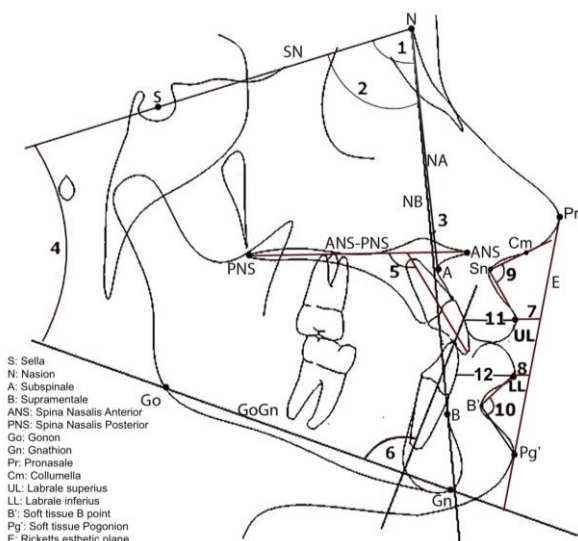 N
SN
1
2
S
NA
NB
3
Pr
4
ANS-PNS
ANS
Cm
PNS
5
A
Sn
9
E
7
11
UL
8
12
LL
B'
10
Go
GoGn
B
6
Pg'
Gn
S: Sella
N: Nasion
A: Subspinale
B: Supramentale
ANS: Spina Nasalis Anterior
PNS: Spina Nasalis Posterior
Go: Gonon
Gn: Gnathion
Pr: Pronasale
Cm: Collumella
UL: Labrale superius
LL: Labrale inferius
B': Soft tissue B point
Pg': Soft tissue Pogonion
E: Ricketts esthetic plane